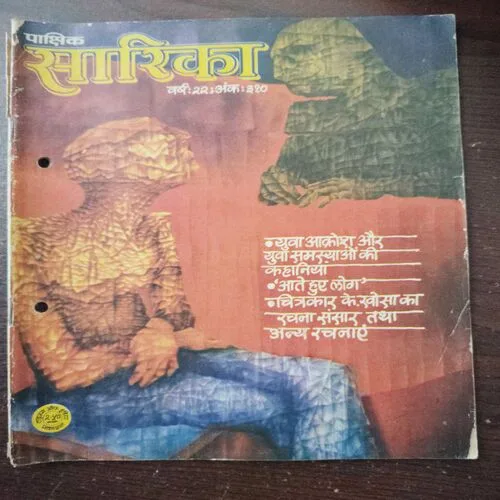 पाक्षिक
सारिका
वर्ष:२२:अंक:३१०
•युवा आक्रोश और
युवा समस्याओं की
कहानियां
•'आते हुए लोग'
•चित्रकार के.खोसा का
रचना संसार तथा
अन्य रचनाएं